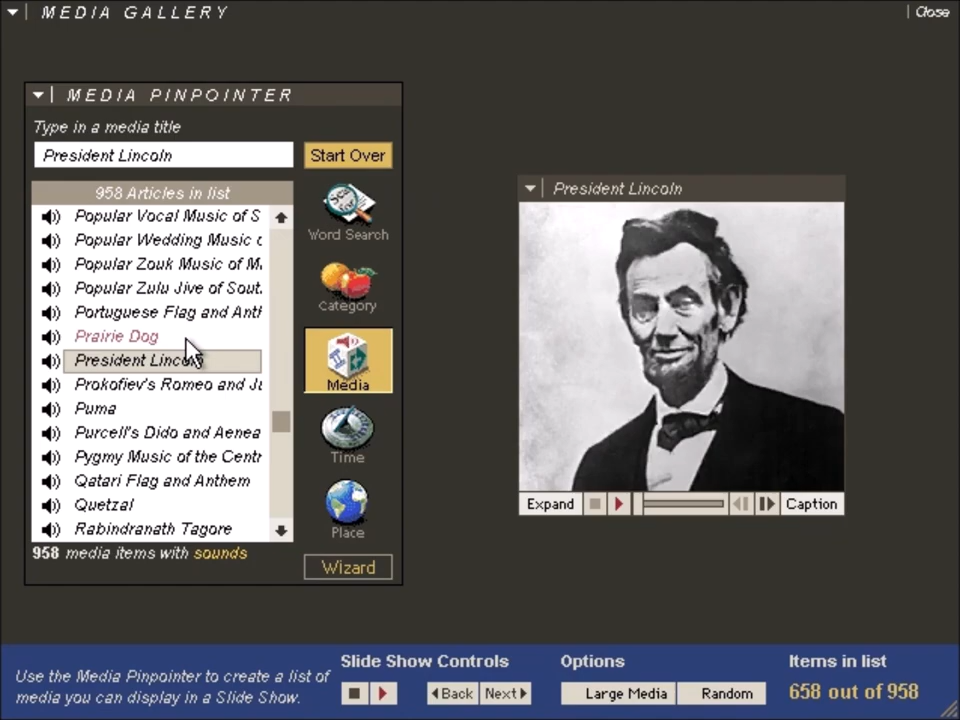 MEDIA GALLERY
Close
MEDIA PINPOINTER
Type in a media title
President Lincoln
Start Over
958 Articles in list
Popular Vocal Music of S
Popular Wedding Music o
Popular Zouk Music of Ma
Popular Zulu Jive of Sout
Portuguese Flag and Anth
Prairie Dog
President Lincoln
Prokofiev's Romeo and Ju
Puma
Purcell's Dido and Aenea
Pygmy Music of the Centr
Qatari Flag and Anthem
Quetzal
Rabindranath Tagore
958 media items with sounds
Word Search
Category
Media
Time
Place
Wizard
President Lincoln
Expand
Caption
Use the Media Pinpointer to create a list of
media you can display in a Slide Show.
Slide Show Controls
Back Next
Options
Large Media Random
Items in list
658 out of 958